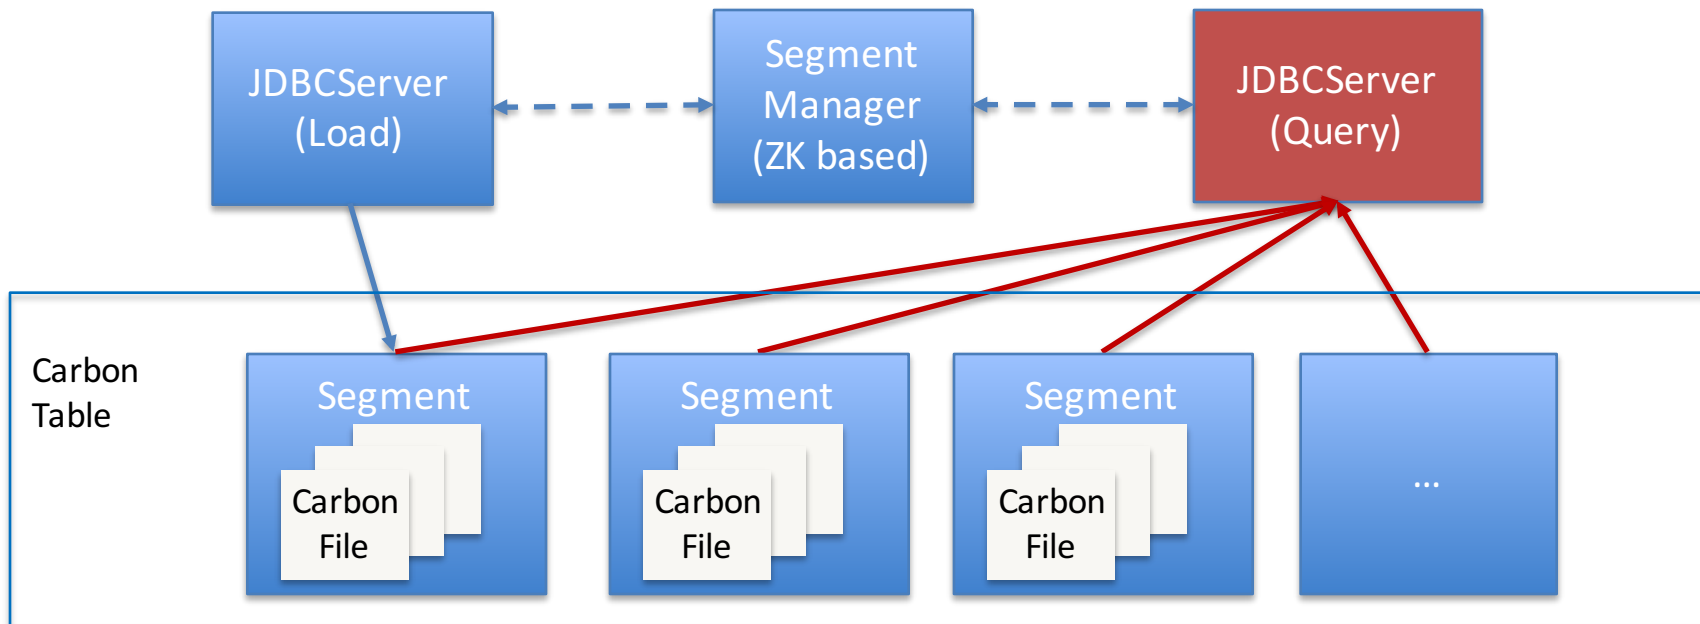 JDBCServer
(Load)
Segment
Manager
(ZK based)
JDBCServer
(Query)
Carbon
Table
Segment
Carbon
File
Segment
Carbon
File
Segment
Carbon
File
...